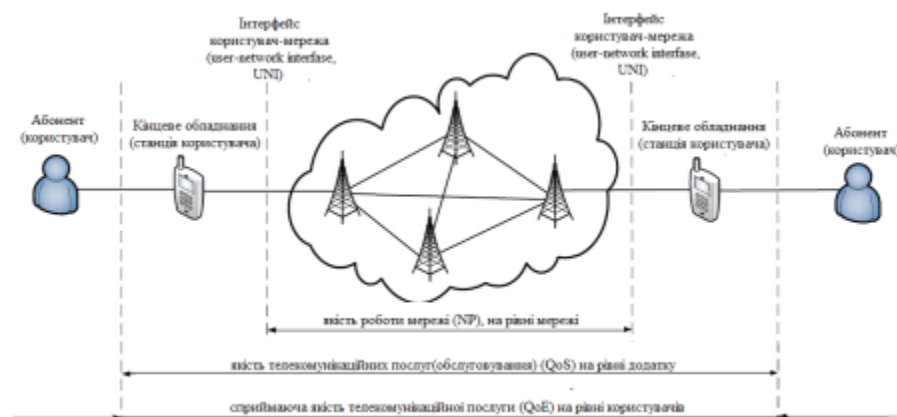 Інтерфейс
користувач-мережа
(user-network interfase,
UNI)
Інтерфейс
користувач-мережа
(user-network interfase,
UNI)
Абонент
(користувач)
Кінцеве обладнання
(станція користувача)
Кінцеве обладнання
(станція користувача)
Абонент
(користувач)
якість роботи мережі (NP), на рівні мережі
якість телекомунікаційних послуг(обслуговування) (QoS) на рівні додатку
сприймаюча якість телекомунікаційної послуги (QoE) на рівні користувачів